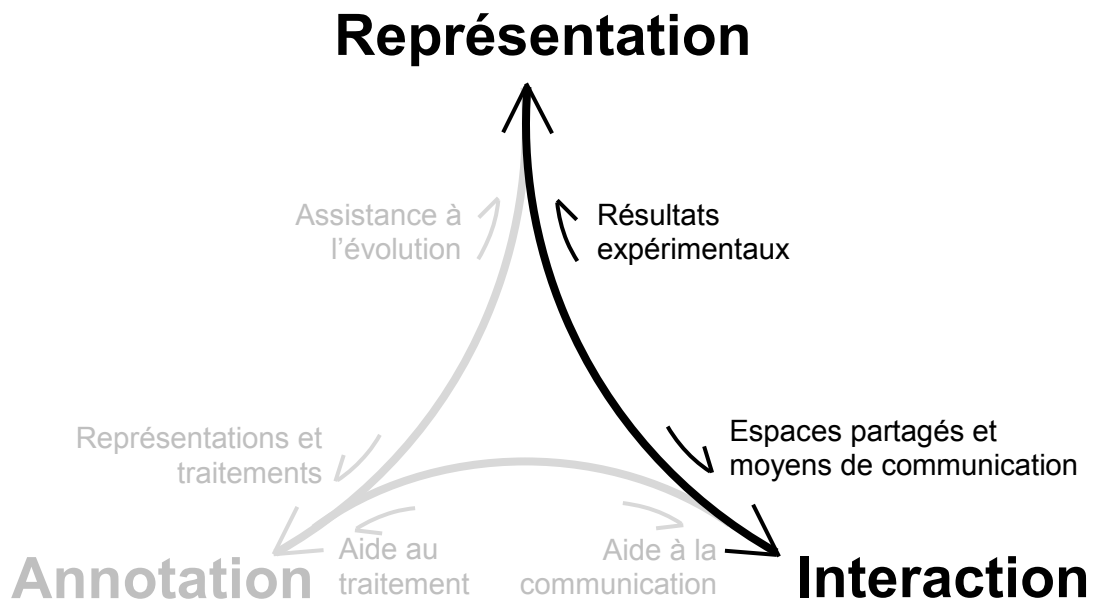 Représentation
Assistance à
l'évolution
Résultats
expérimentaux
Représentations et
traitements
Espaces partagés et
moyens de communication
Annotation
Aide au
traitement
Aide à la
communication
Interaction